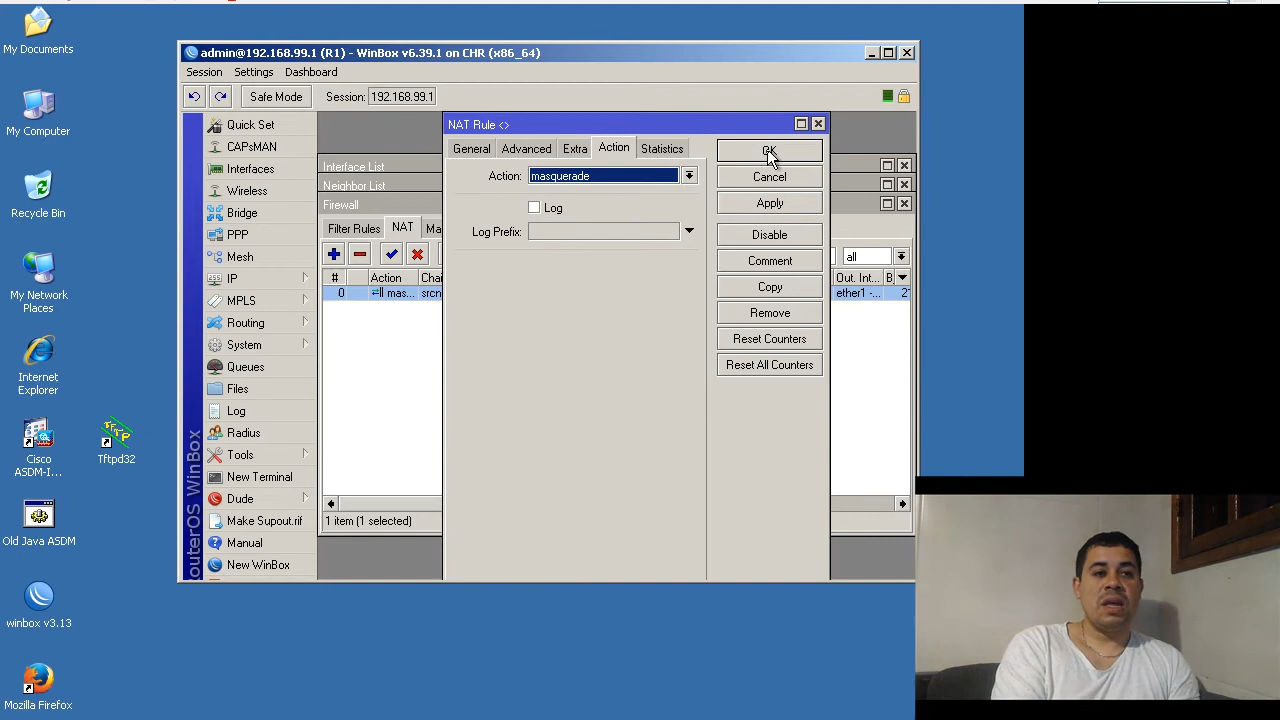 My Documents
My Computer
Recycle Bin
My Network
Places
Internet
Explorer
Cisco
ASDM-I...
Tftpd32
Old Java ASDM
winbox v3.13
Mozilla Firefox
admin@192.168.99.1 (R1) - WinBox v6.39.1 on CHR (x86_64)
Session Settings Dashboard
Safe Mode Session: 192.168.99.1
Quick Set
CAPsMAN
Interfaces
Wireless
Bridge
PPP
Mesh
IP
MPLS
Routing
System
Queues
Files
Log
Radius
Tools
New Terminal
Dude
Make Supout.rif
Manual
New WinBox
outerOS WinBox
Interface List
Neighbor List
Firewall
Filter Rules NAT Ma
all
# Action Chai Out. Int... B
0 mas... srcn ether1 -... 2
1 item (1 selected)
NAT Rule <>
General Advanced Extra Action Statistics
Action: masquerade
Log
Log Prefix:
OK
Cancel
Apply
Disable
Comment
Copy
Remove
Reset Counters
Reset All Counters